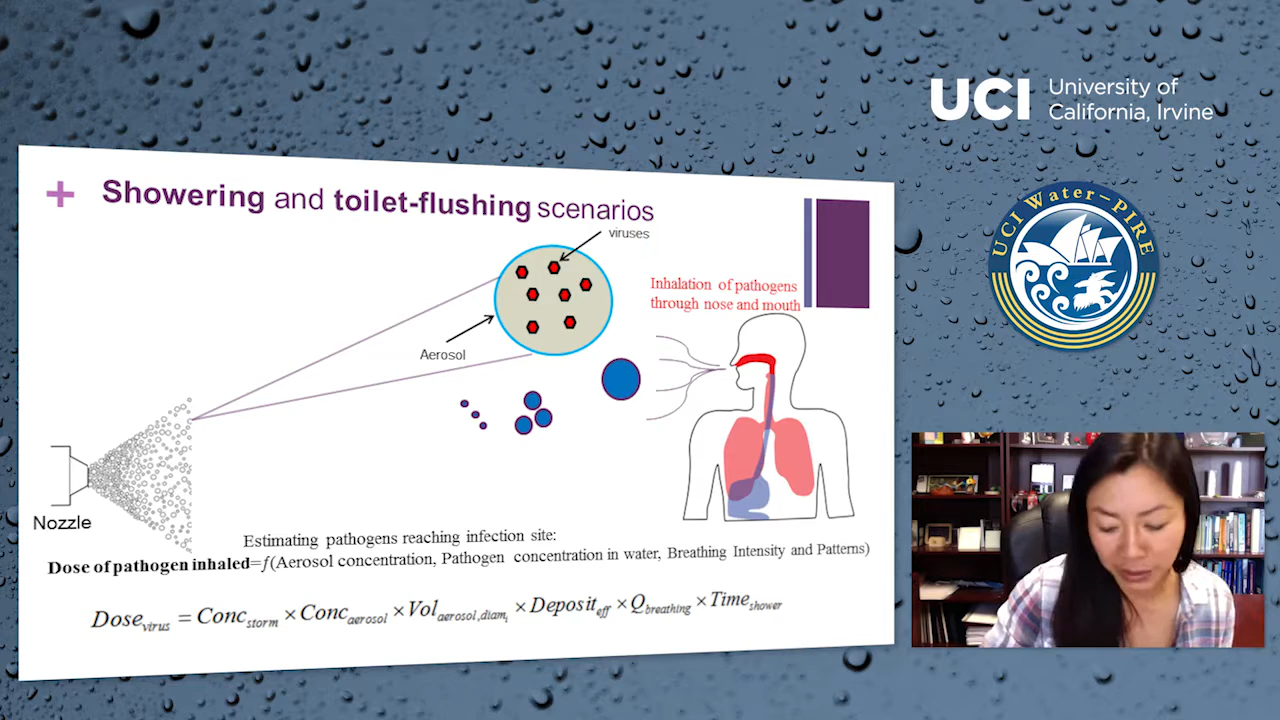 UCI University of
California, Irvine
UCI Water-PIRE
+ Showering and toilet-flushing scenarios
viruses
Inhalation of pathogens
through nose and mouth
Aerosol
Nozzle
Estimating pathogens reaching infection site:
Dose of pathogen inhaled=f(Aerosol concentration, Pathogen concentration in water, Breathing Intensity and Patterns)
Dose_virus = Conc_storm × Conc_aerosol × Vol_aerosol,diam_i × Deposit_eff × Q_breathing × Time_shower